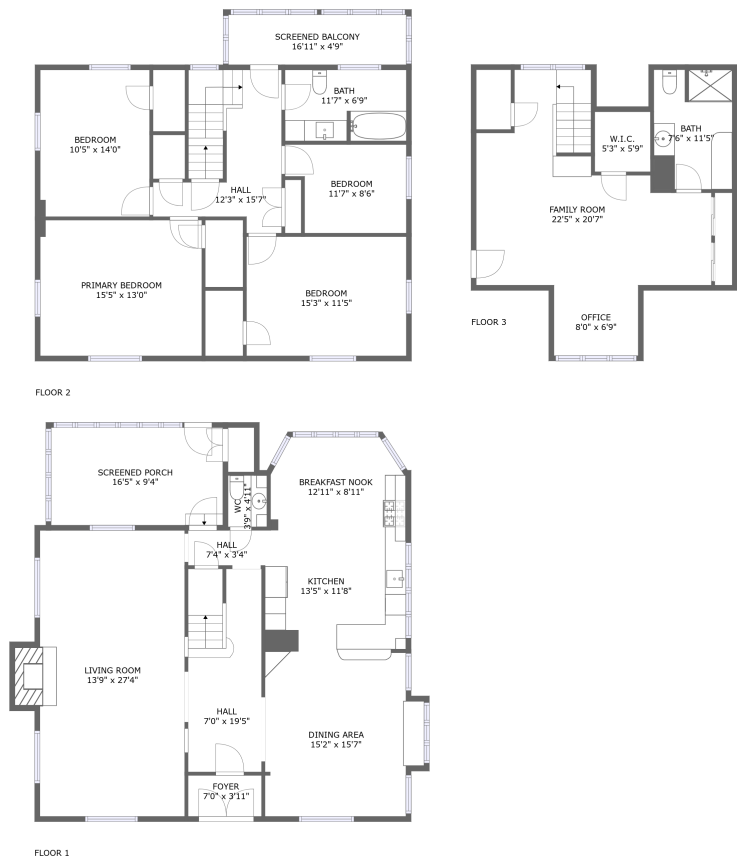 SCREENED BALCONY
16'11" x 4'9"
BATH
11'7" x 6'9"
BEDROOM
10'5" x 14'0"
BEDROOM
11'7" x 8'6"
HALL
12'3" x 15'7"
PRIMARY BEDROOM
15'5" x 13'0"
BEDROOM
15'3" x 11'5"
FLOOR 2
W.I.C.
5'3" x 5'9"
BATH
7'6" x 11'5"
FAMILY ROOM
22'5" x 20'7"
OFFICE
8'0" x 6'9"
FLOOR 3
SCREENED PORCH
16'5" x 9'4"
WC
3'9" x 4'11"
BREAKFAST NOOK
12'11" x 8'11"
HALL
7'4" x 3'4"
KITCHEN
13'5" x 11'8"
LIVING ROOM
13'9" x 27'4"
HALL
7'0" x 19'5"
DINING AREA
15'2" x 15'7"
FOYER
7'0" x 3'11"
FLOOR 1